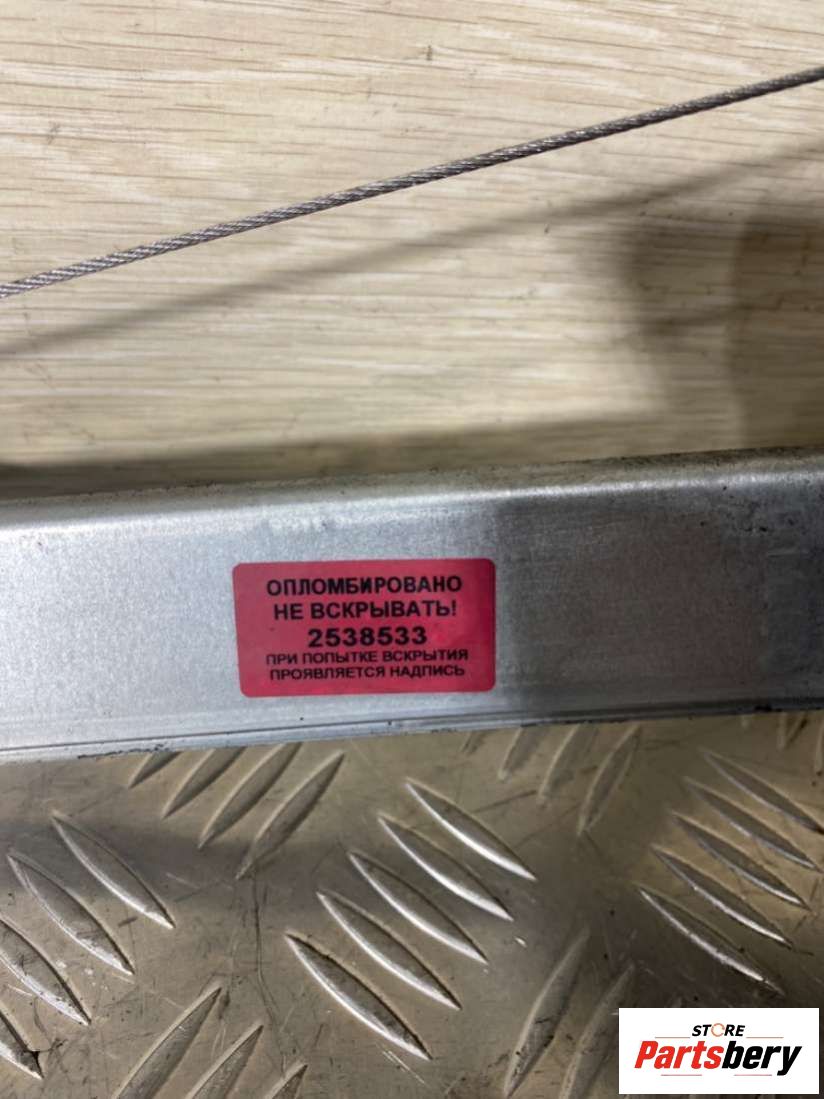 ОПЛОМБИРОВАНО
НЕ ВСКРЫВАТЬ!
2538533
ПРИ ПОПЫТКЕ ВСКРЫТИЯ
ПРОЯВЛЯЕТСЯ НАДПИСЬ
STORE
Partsbery